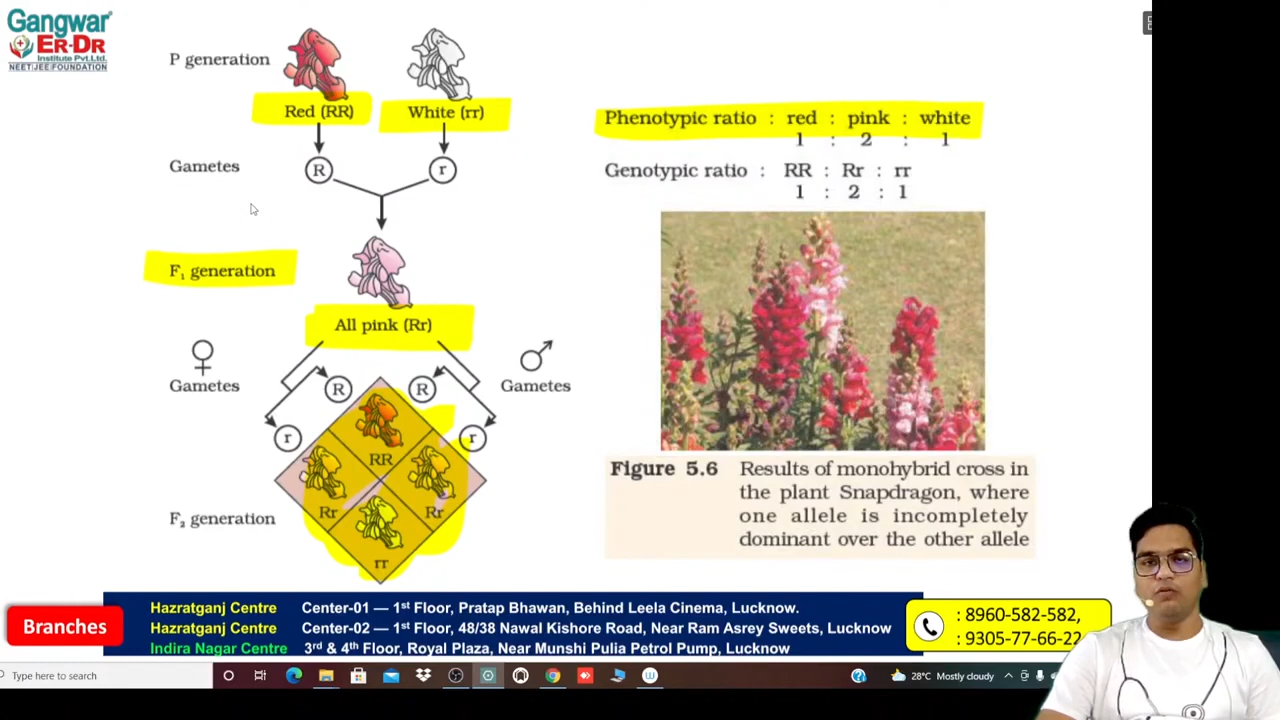 Gangwar
ER-DR
Institute Pvt.Ltd.
NEET|JEE|FOUNDATION
P generation
Red (RR)
White (rr)
Gametes
R
r
F₁ generation
All pink (Rr)
♀
Gametes
♂
Gametes
R
R
r
r
RR
Rr
Rr
rr
F₂ generation
Phenotypic ratio : red : pink : white
1 : 2 : 1
Genotypic ratio : RR : Rr : rr
1 : 2 : 1
Figure 5.6 Results of monohybrid cross in
the plant Snapdragon, where
one allele is incompletely
dominant over the other allele
Branches
Hazratganj Centre Center-01 — 1st Floor, Pratap Bhawan, Behind Leela Cinema, Lucknow.
Hazratganj Centre Center-02 — 1st Floor, 48/38 Nawal Kishore Road, Near Ram Asrey Sweets, Lucknow
Indira Nagar Centre 3rd & 4th Floor, Royal Plaza, Near Munshi Pulia Petrol Pump, Lucknow
: 8960-582-582,
: 9305-77-66-22
Type here to search
28°C Mostly cloudy